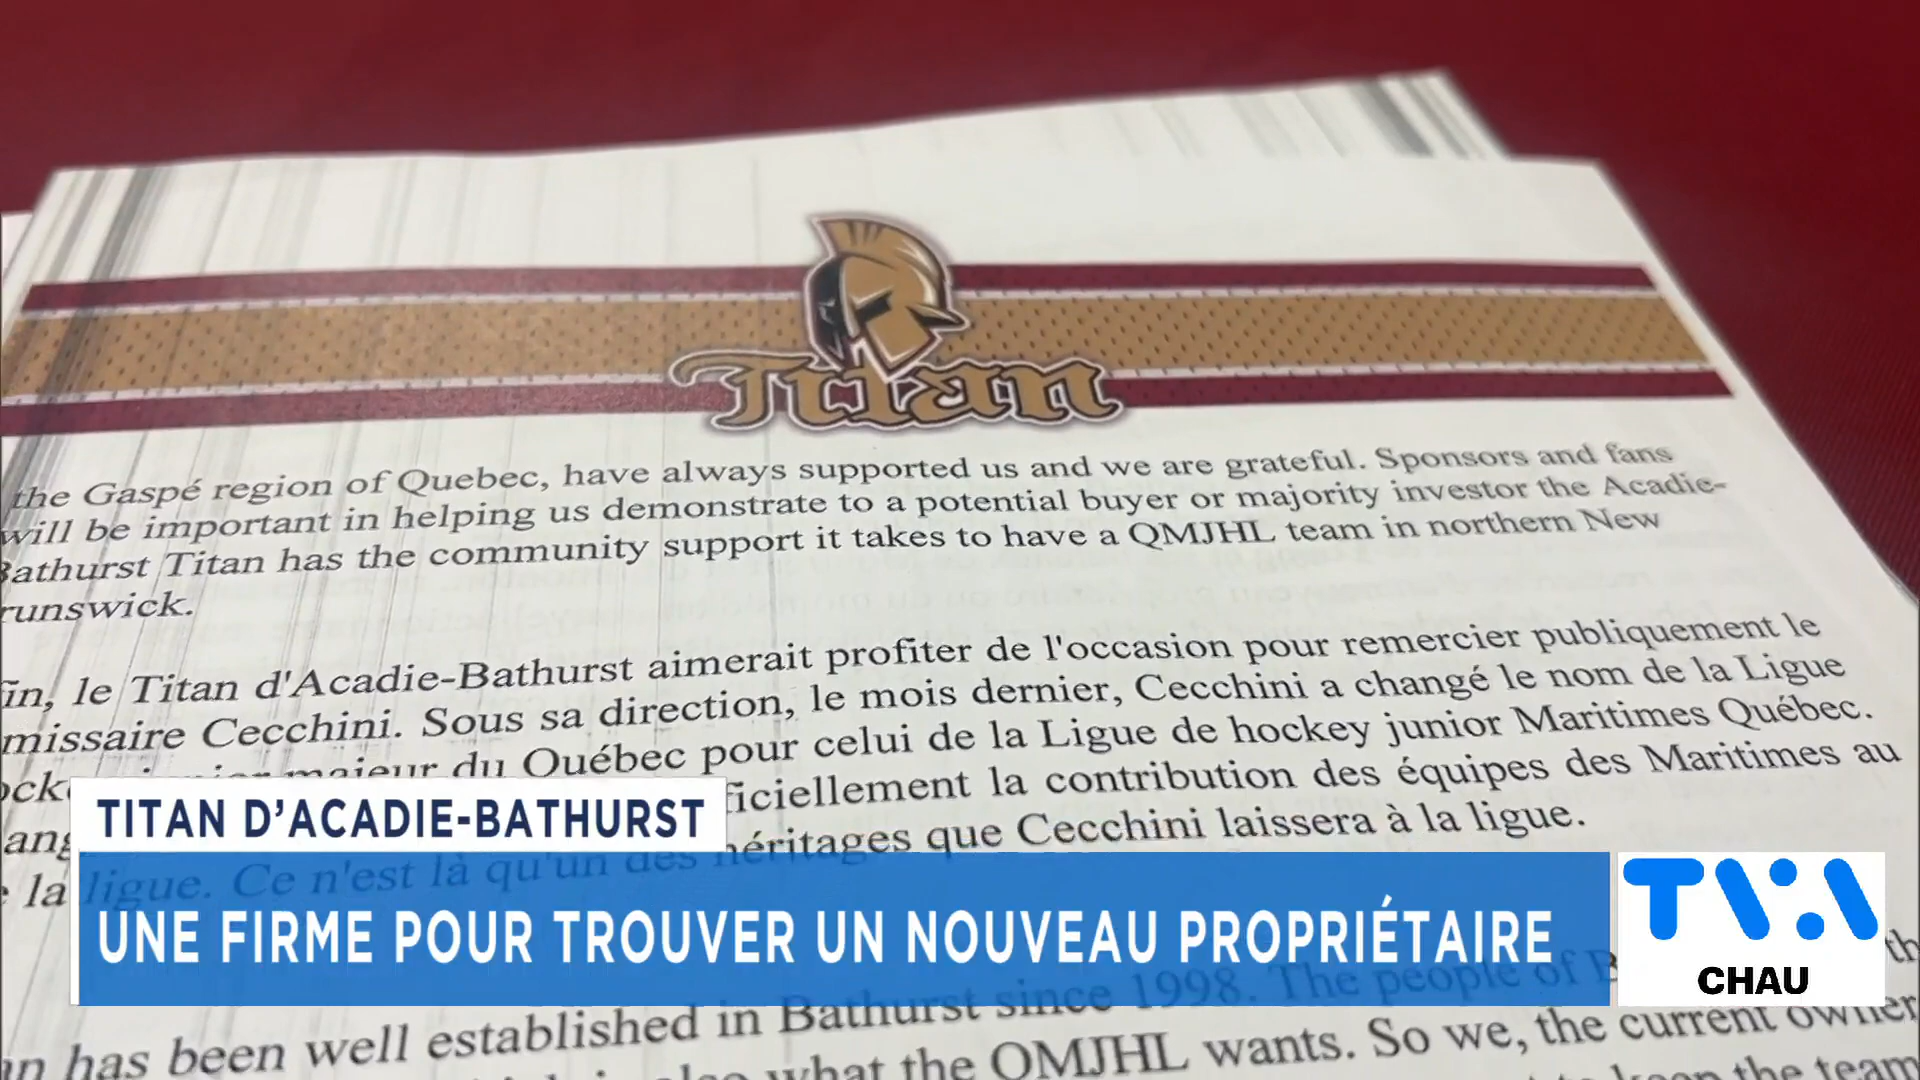 Titan
the Gaspé region of Quebec, have always supported us and we are grateful. Sponsors and fans
will be important in helping us demonstrate to a potential buyer or majority investor the Acadie-
Bathurst Titan has the community support it takes to have a QMJHL team in northern New
runswick.
fin, le Titan d'Acadie-Bathurst aimerait profiter de l'occasion pour remercier publiquement le
missaire Cecchini. Sous sa direction, le mois dernier, Cecchini a changé le nom de la Ligue
majeur du Québec pour celui de la Ligue de hockey junior Maritimes Québec.
ficiellement la contribution des équipes des Maritimes au
la ligue. Ce n'est là qu'un des héritages que Cecchini laissera à la ligue.
TITAN D'ACADIE-BATHURST
UNE FIRME POUR TROUVER UN NOUVEAU PROPRIÉTAIRE
TVA
CHAU
has been well established in Bathurst since 1998. The people of
also what the QMJHL wants. So we, the current owner
keep the team